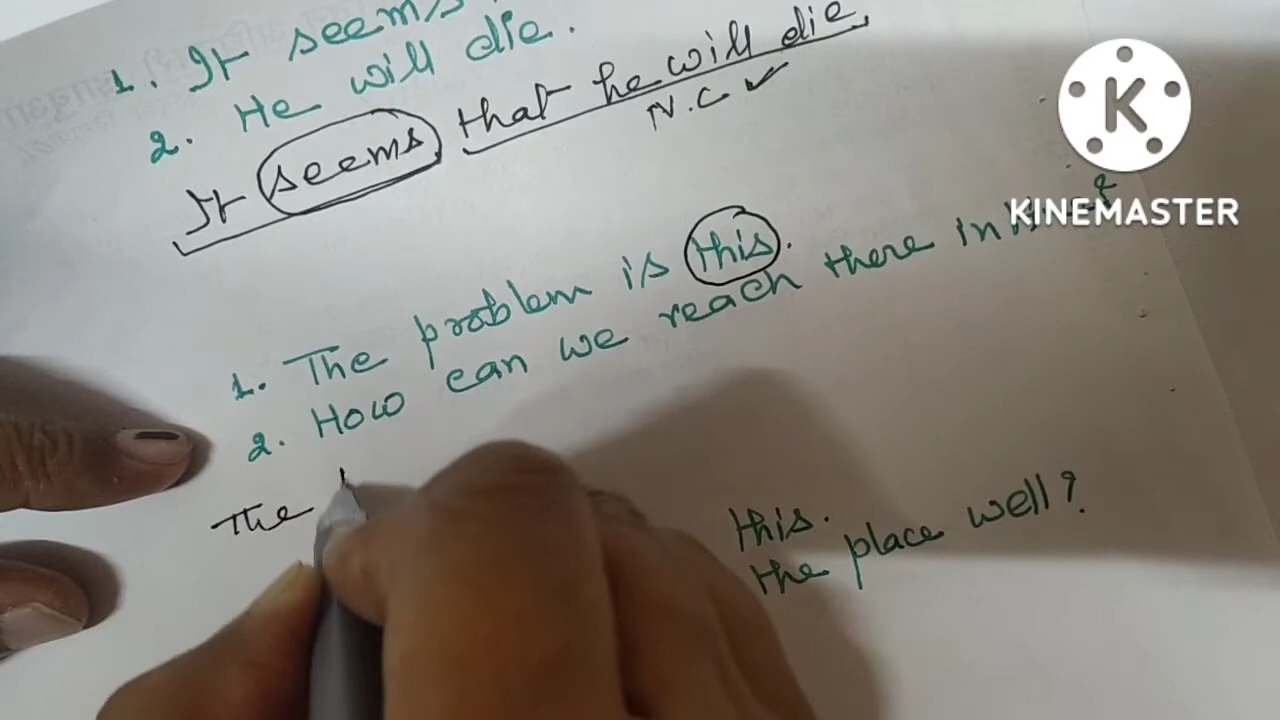 1. It seems
2. He will die.
It seems that he will die.
N.C ✓
KINEMASTER
1. The problem is this.
2. How can we reach there in
The
this.
the place well?